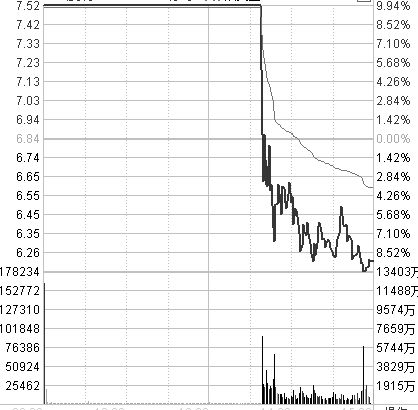 7.52 9.94%
7.42 8.52%
7.33 7.10%
7.23 5.68%
7.13 4.26%
7.03 2.84%
6.94 1.42%
6.84 0.00%
6.74 1.42%
6.65 2.84%
6.55 4.26%
6.45 5.68%
6.35 7.10%
6.26 8.52%
178234 13403万
152772 11488万
127310 9574万
101848 7659万
76386 5744万
50924 3829万
25462 1915万